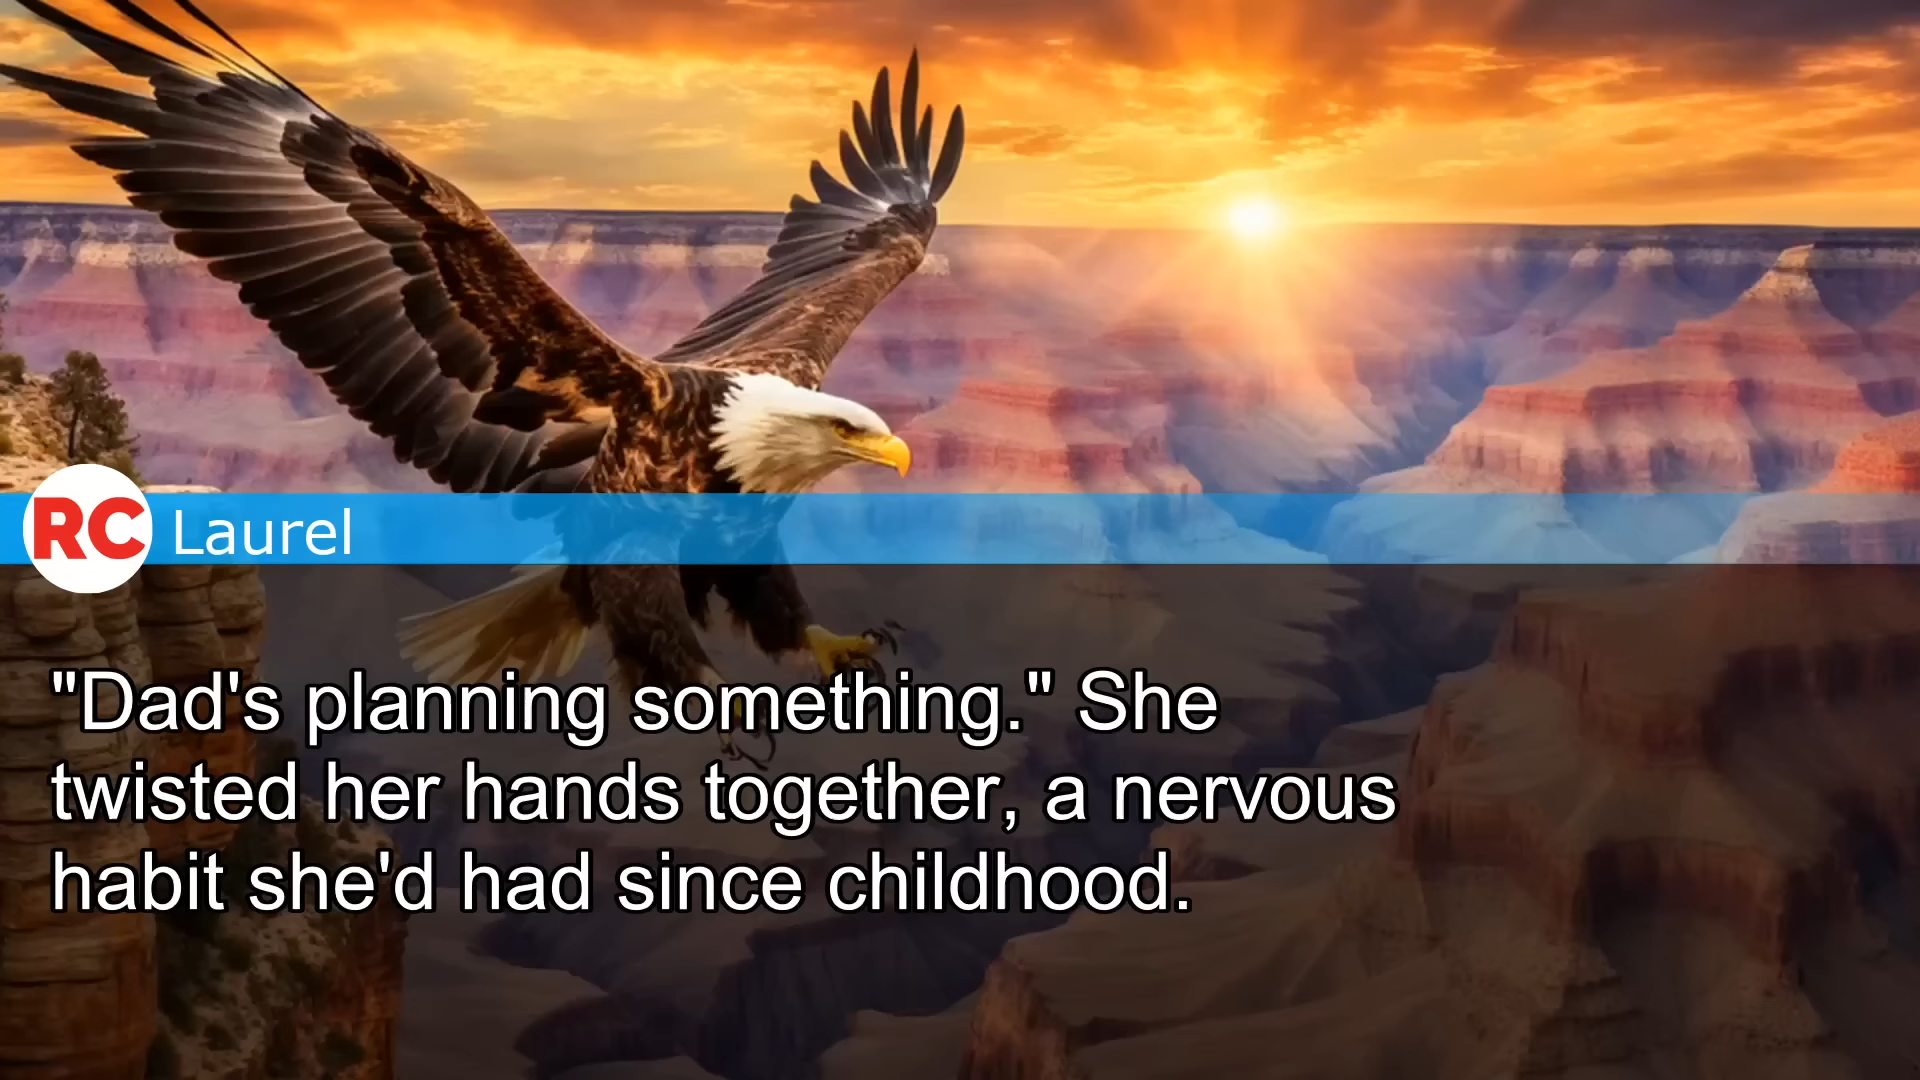 RC Laurel
"Dad's planning something." She
twisted her hands together, a nervous
habit she'd had since childhood.